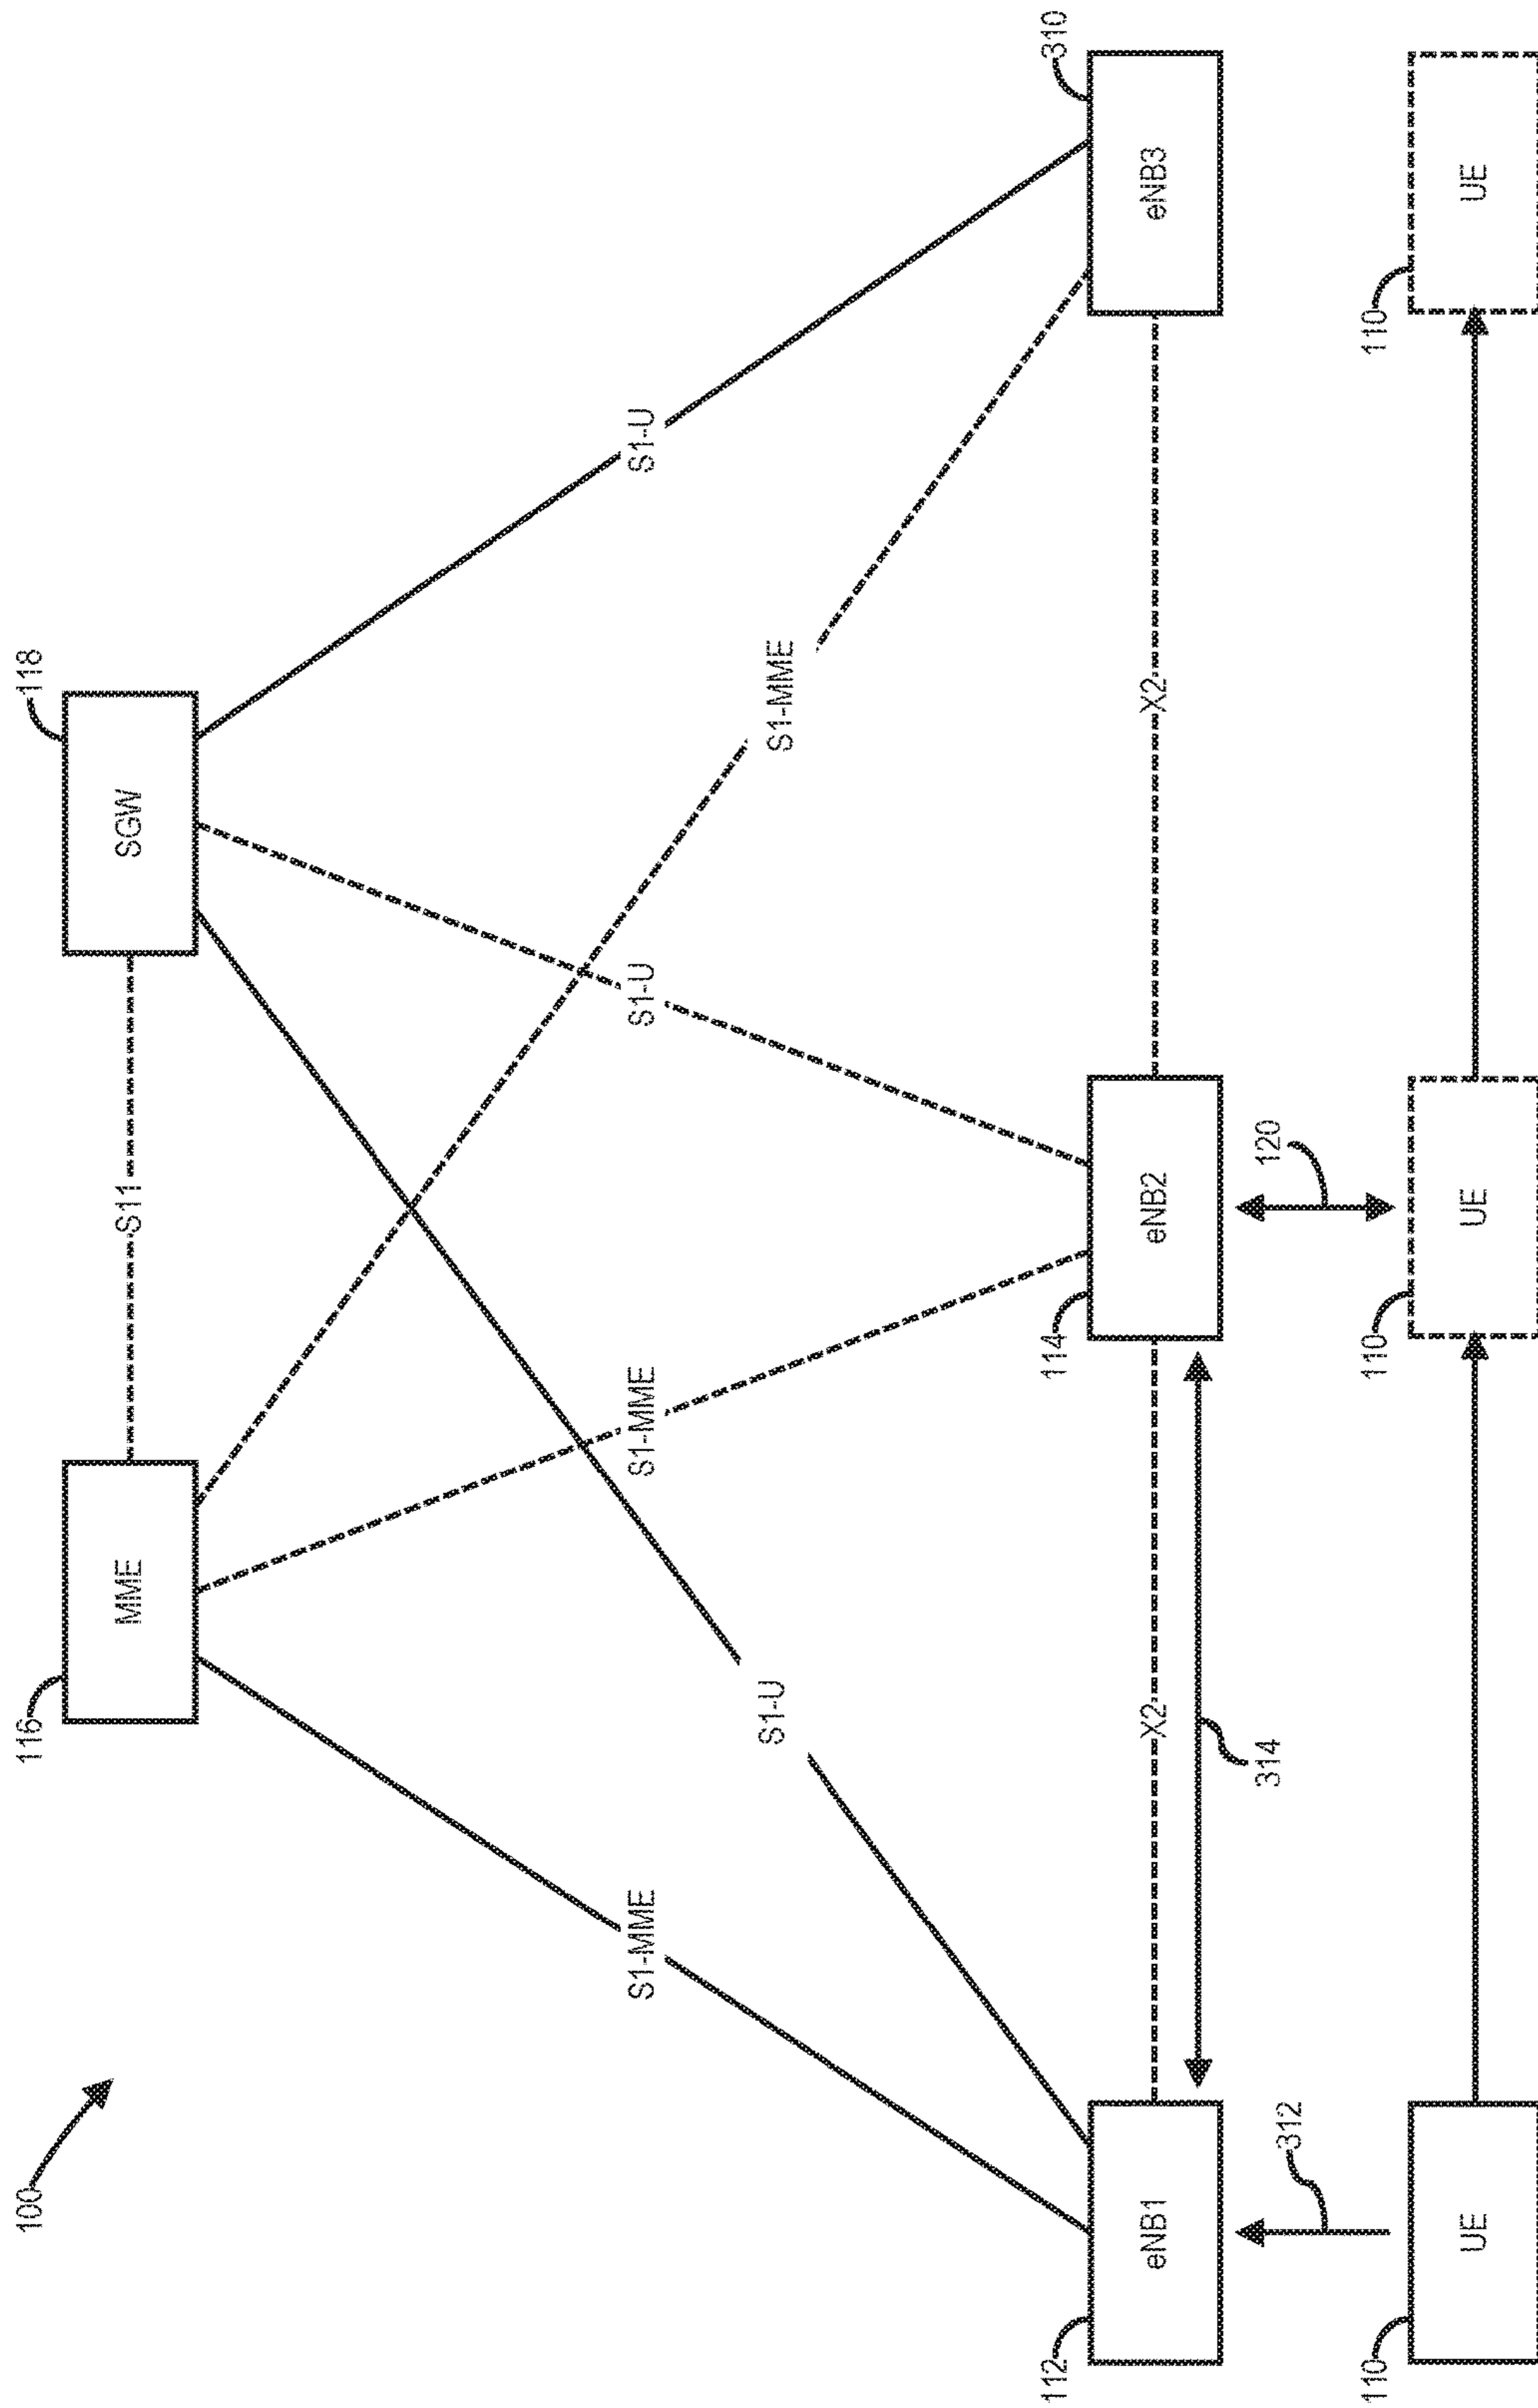 100
116
MME
S11
SGW
118
S1-MME
S1-MME
S1-U
S1-U
S1-U
S1-MME
112
eNB1
X2
114
eNB2
X2
eNB3
310
314
312
120
110
UE
110
UE
110
UE